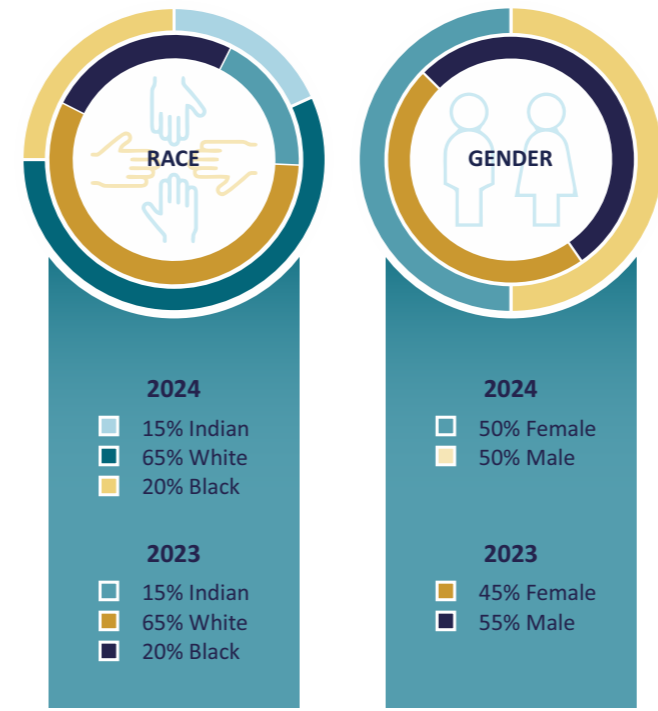 RACE
2024
15% Indian
65% White
20% Black
2023
15% Indian
65% White
20% Black
GENDER
2024
50% Female
50% Male
2023
45% Female
55% Male